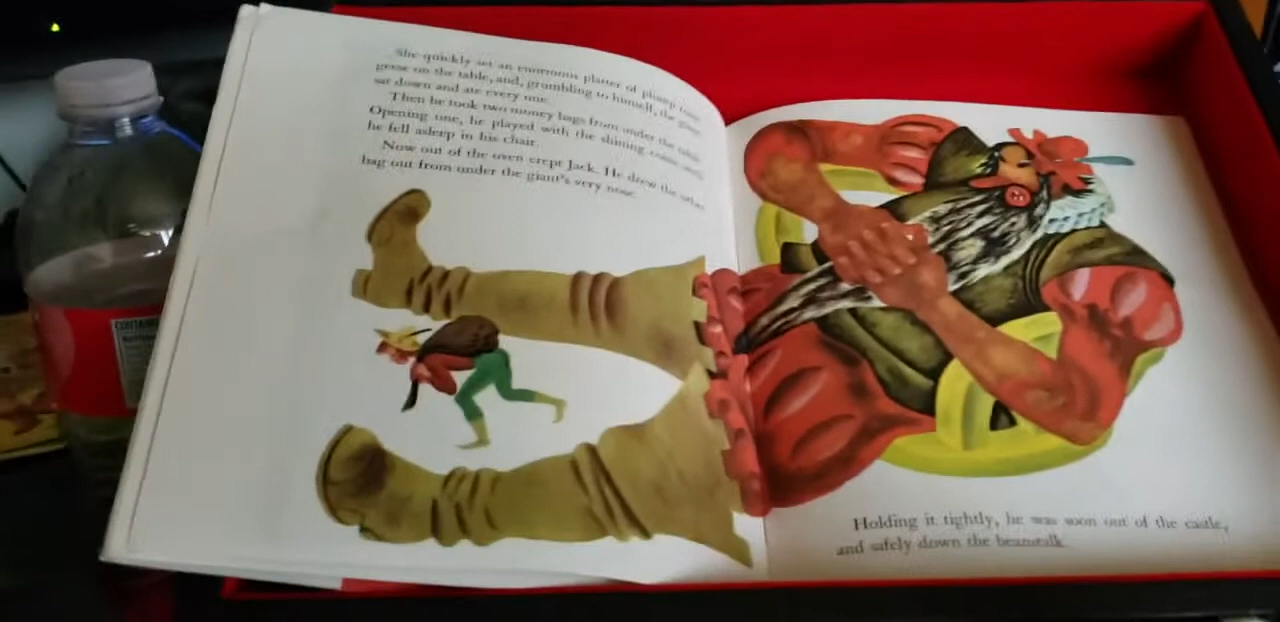 She quickly set an enormous platter of plump
geese on the table, and, grumbling to himself, the giant
sat down and ate every one.
Then he took two money bags from under the table.
Opening one, he played with the shining coins until
he fell asleep in his chair.
Now out of the oven crept Jack. He drew the other
bag out from under the giant's very nose.
Holding it tightly, he was soon out of the castle,
and safely down the beanstalk